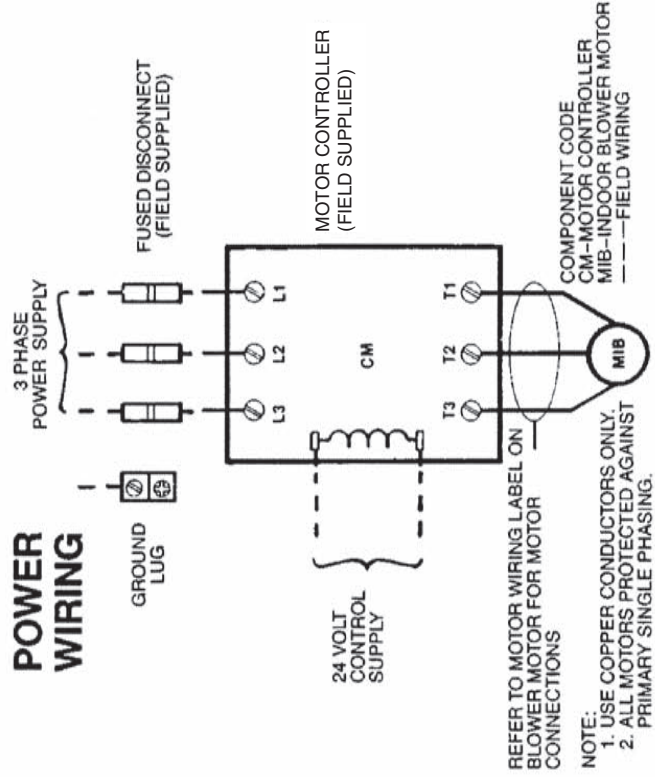 POWER
WIRING
3 PHASE
POWER SUPPLY
GROUND
LUG
FUSED DISCONNECT
(FIELD SUPPLIED)
L3
L2
L1
MOTOR CONTROLLER
(FIELD SUPPLIED)
CM
24 VOLT
CONTROL
SUPPLY
T3
T2
T1
REFER TO MOTOR WIRING LABEL ON
BLOWER MOTOR FOR MOTOR
CONNECTIONS
MIB
COMPONENT CODE
CM-MOTOR CONTROLLER
MIB-INDOOR BLOWER MOTOR
———FIELD WIRING
NOTE:
1. USE COPPER CONDUCTORS ONLY.
2. ALL MOTORS PROTECTED AGAINST
PRIMARY SINGLE PHASING.